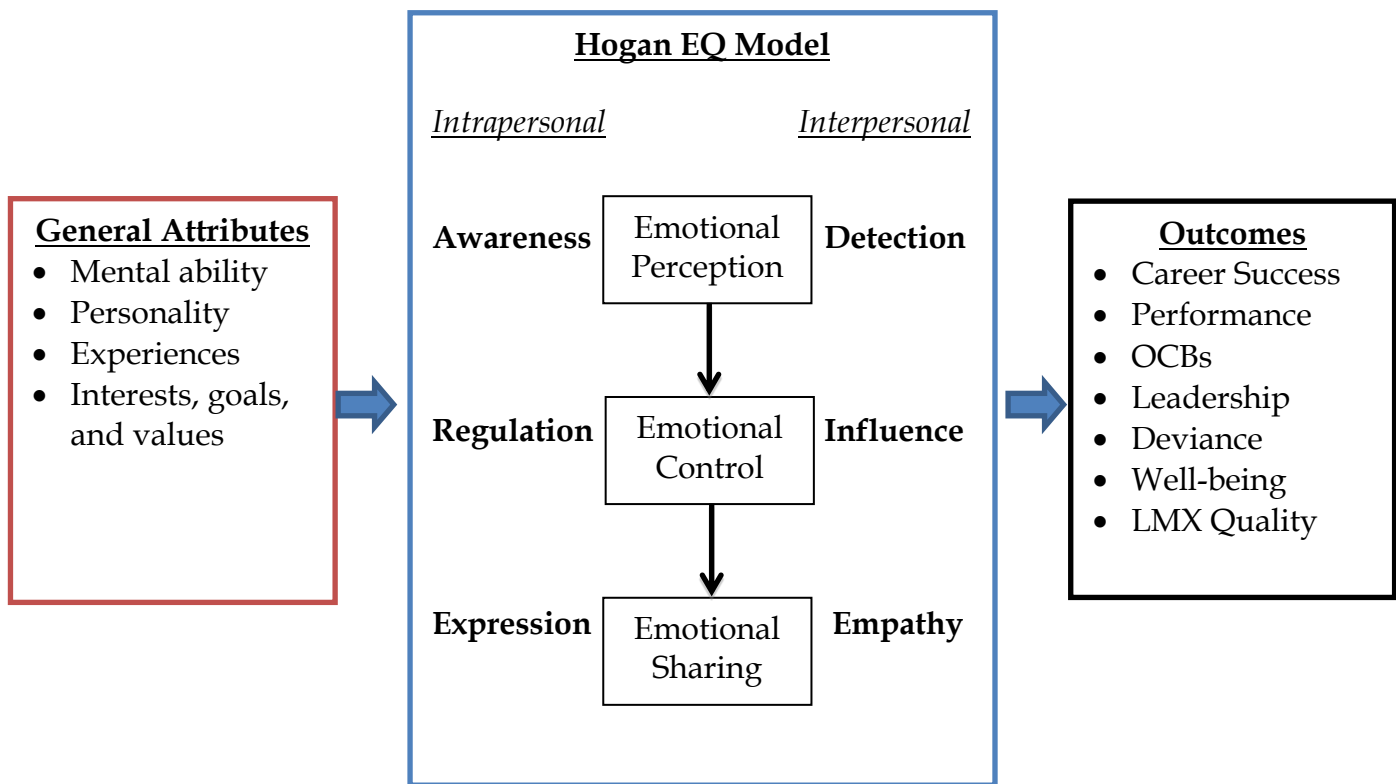 Hogan EQ Model
Intrapersonal
Interpersonal
General Attributes
• Mental ability
• Personality
• Experiences
• Interests, goals,
and values
Awareness
Emotional
Perception
Detection
Regulation
Emotional
Control
Influence
Expression
Emotional
Sharing
Empathy
Outcomes
• Career Success
• Performance
• OCBs
• Leadership
• Deviance
• Well-being
• LMX Quality